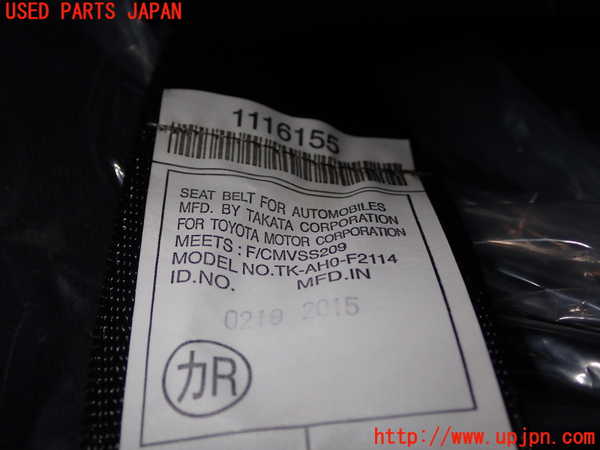 USED PARTS JAPAN
1116155
SEAT BELT FOR AUTOMOBILES
MFD. BY TAKATA CORPORATION
FOR TOYOTA MOTOR CORPORATION
MEETS : F/CMVSS209
MODEL NO.TK-AH0-F2114
ID.NO. MFD.IN
0219 2015
カR
http://www.upjpn.com/